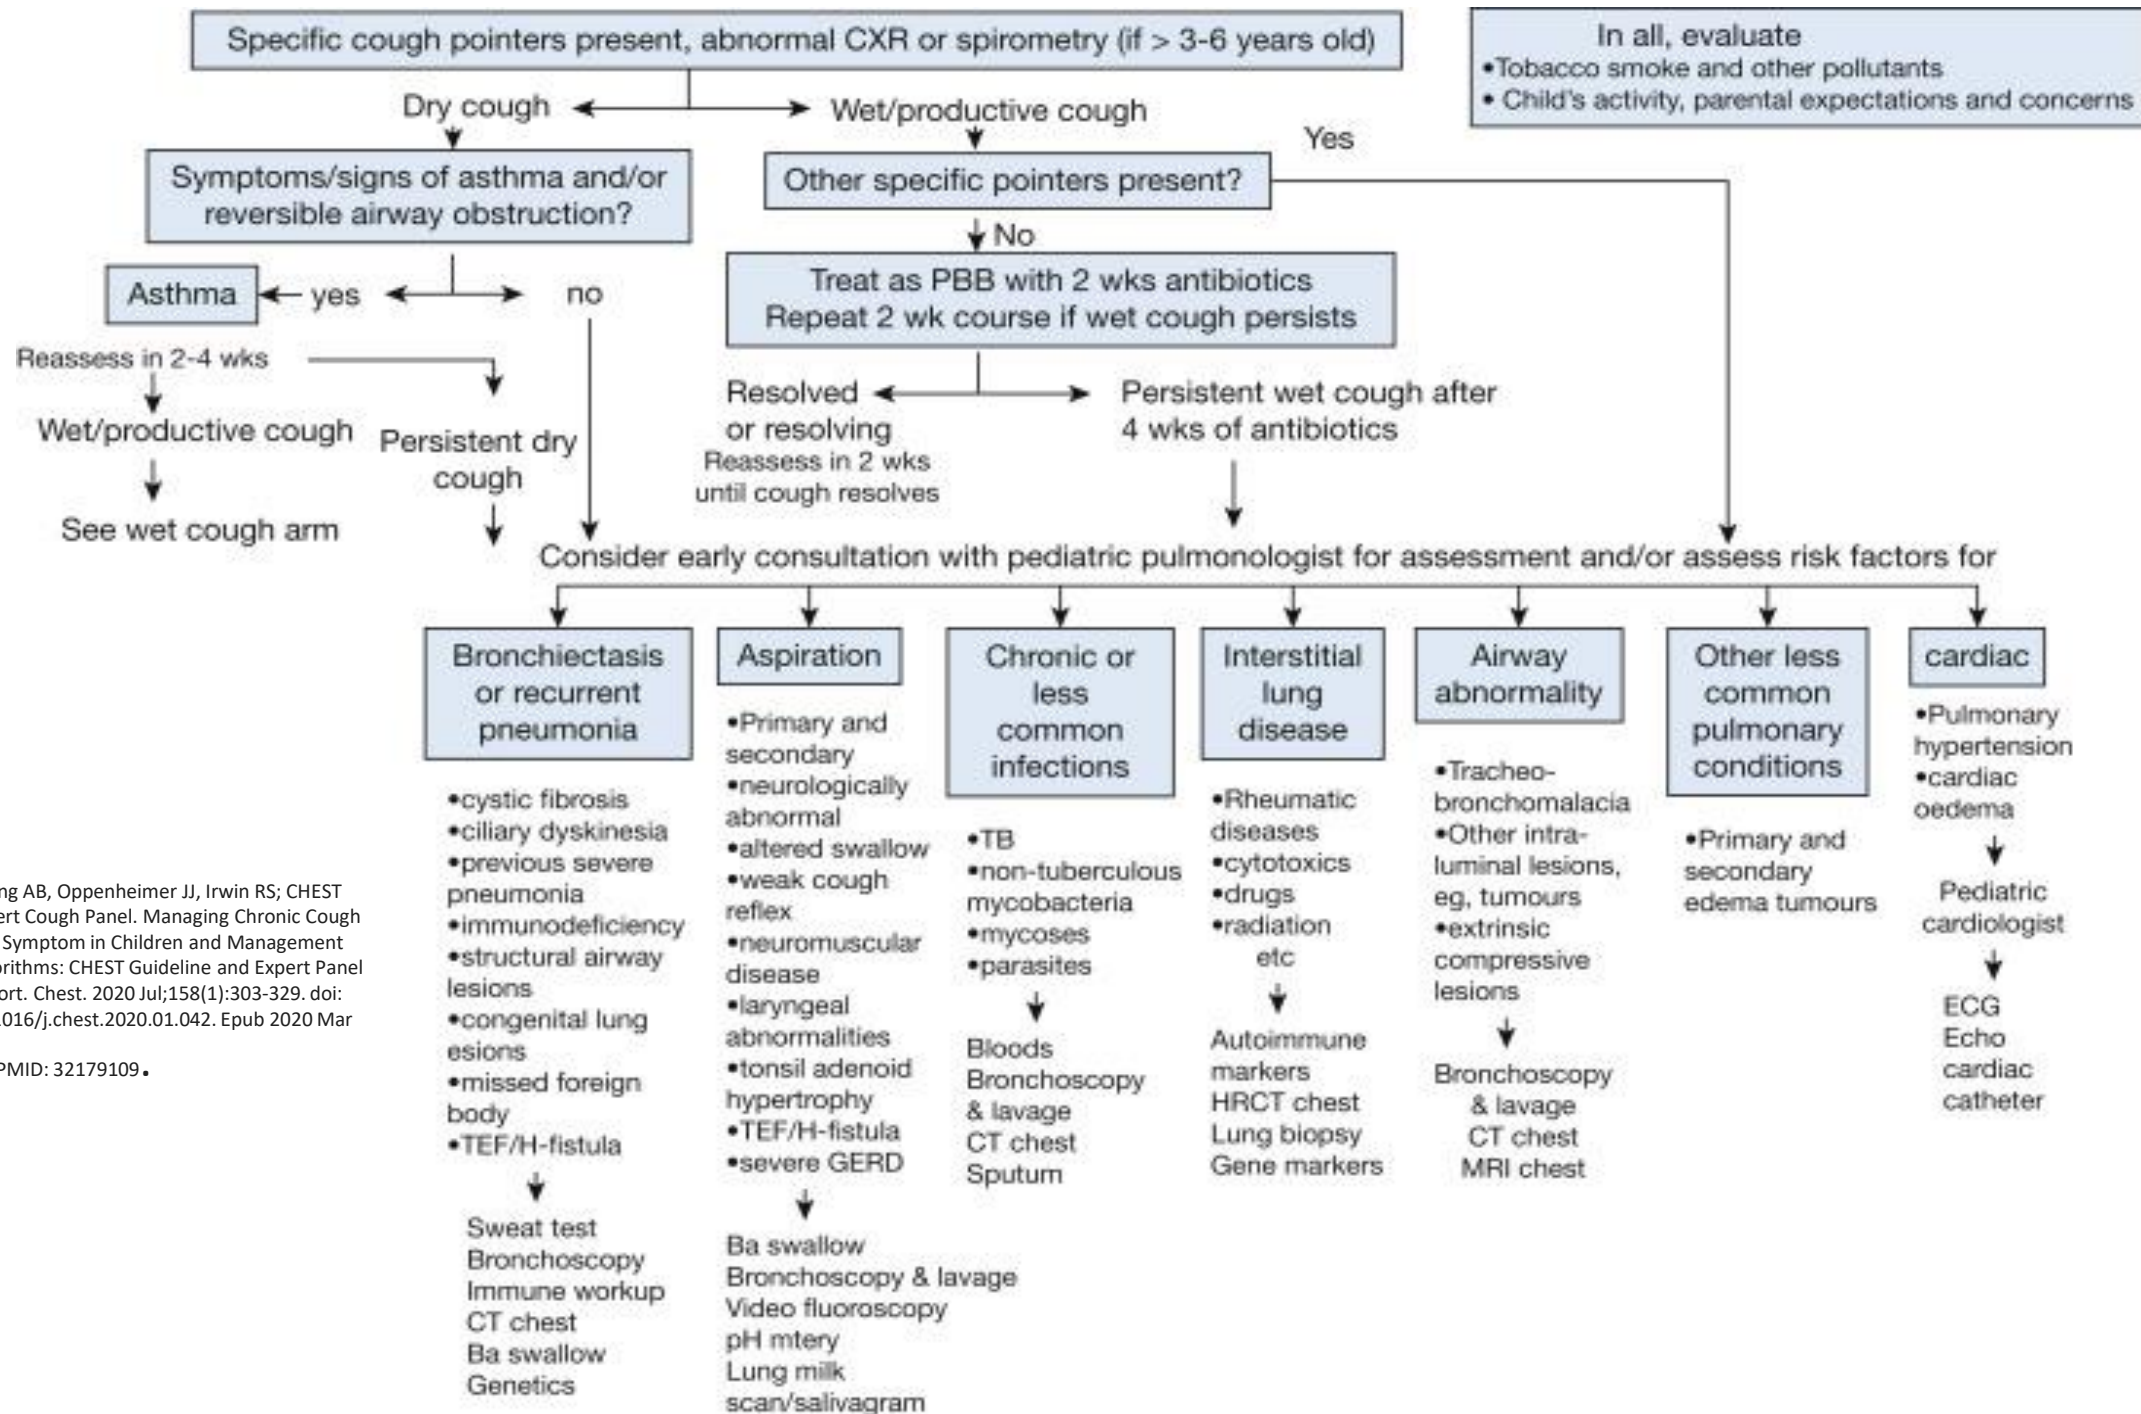 Specific cough pointers present, abnormal CXR or spirometry (if > 3-6 years old)
In all, evaluate
•Tobacco smoke and other pollutants
• Child's activity, parental expectations and concerns
Dry cough
Wet/productive cough
Yes
Symptoms/signs of asthma and/or
reversible airway obstruction?
Other specific pointers present?
No
Asthma
yes
no
Treat as PBB with 2 wks antibiotics
Repeat 2 wk course if wet cough persists
Reassess in 2-4 wks
Wet/productive cough
See wet cough arm
Persistent dry
cough
Resolved
or resolving
Reassess in 2 wks
until cough resolves
Persistent wet cough after
4 wks of antibiotics
Consider early consultation with pediatric pulmonologist for assessment and/or assess risk factors for
Bronchiectasis
or recurrent
pneumonia
•cystic fibrosis
•ciliary dyskinesia
•previous severe
pneumonia
•immunodeficiency
•structural airway
lesions
•congenital lung
esions
•missed foreign
body
•TEF/H-fistula
Sweat test
Bronchoscopy
Immune workup
CT chest
Ba swallow
Genetics
Aspiration
•Primary and
secondary
•neurologically
abnormal
•altered swallow
•weak cough
reflex
•neuromuscular
disease
•laryngeal
abnormalities
•tonsil adenoid
hypertrophy
•TEF/H-fistula
•severe GERD
Ba swallow
Bronchoscopy & lavage
Video fluoroscopy
pH mtery
Lung milk
scan/salivagram
Chronic or
less
common
infections
•TB
•non-tuberculous
mycobacteria
•mycoses
•parasites
Bloods
Bronchoscopy
& lavage
CT chest
Sputum
Interstitial
lung
disease
•Rheumatic
diseases
•cytotoxics
•drugs
•radiation
etc
Autoimmune
markers
HRCT chest
Lung biopsy
Gene markers
Airway
abnormality
•Tracheo-
bronchomalacia
•Other intra-
luminal lesions,
eg, tumours
•extrinsic
compressive
lesions
Bronchoscopy
& lavage
CT chest
MRI chest
Other less
common
pulmonary
conditions
•Primary and
secondary
edema tumours
cardiac
•Pulmonary
hypertension
•cardiac
oedema
Pediatric
cardiologist
ECG
Echo
cardiac
catheter
ng AB, Oppenheimer JJ, Irwin RS; CHEST
ert Cough Panel. Managing Chronic Cough
Symptom in Children and Management
orithms: CHEST Guideline and Expert Panel
ort. Chest. 2020 Jul;158(1):303-329. doi:
016/j.chest.2020.01.042. Epub 2020 Mar
PMID: 32179109.